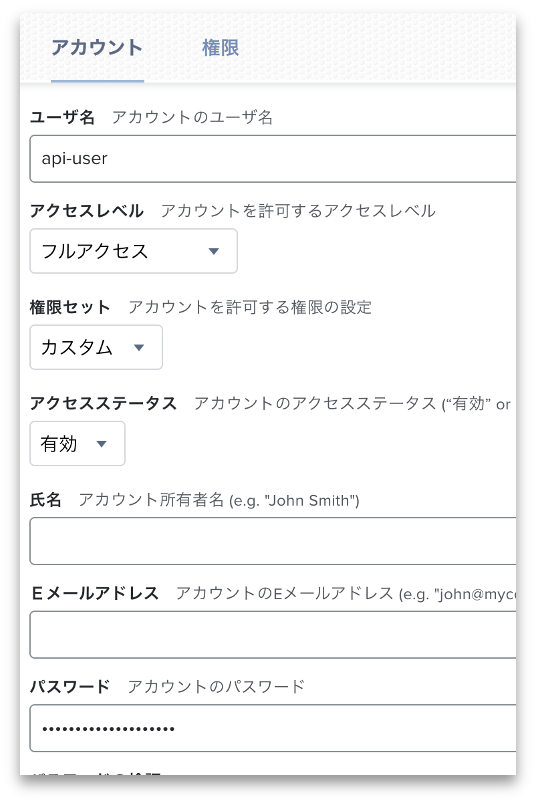 アカウント 権限
ユーザ名 アカウントのユーザ名
api-user
アクセスレベル アカウントを許可するアクセスレベル
フルアクセス
権限セット アカウントを許可する権限の設定
カスタム
アクセスステータス アカウントのアクセスステータス (“有効” or
有効
氏名 アカウント所有者名 (e.g. "John Smith")
Eメールアドレス アカウントのEメールアドレス (e.g. "john@myc
パスワード アカウントのパスワード
••••••••••••••••••••